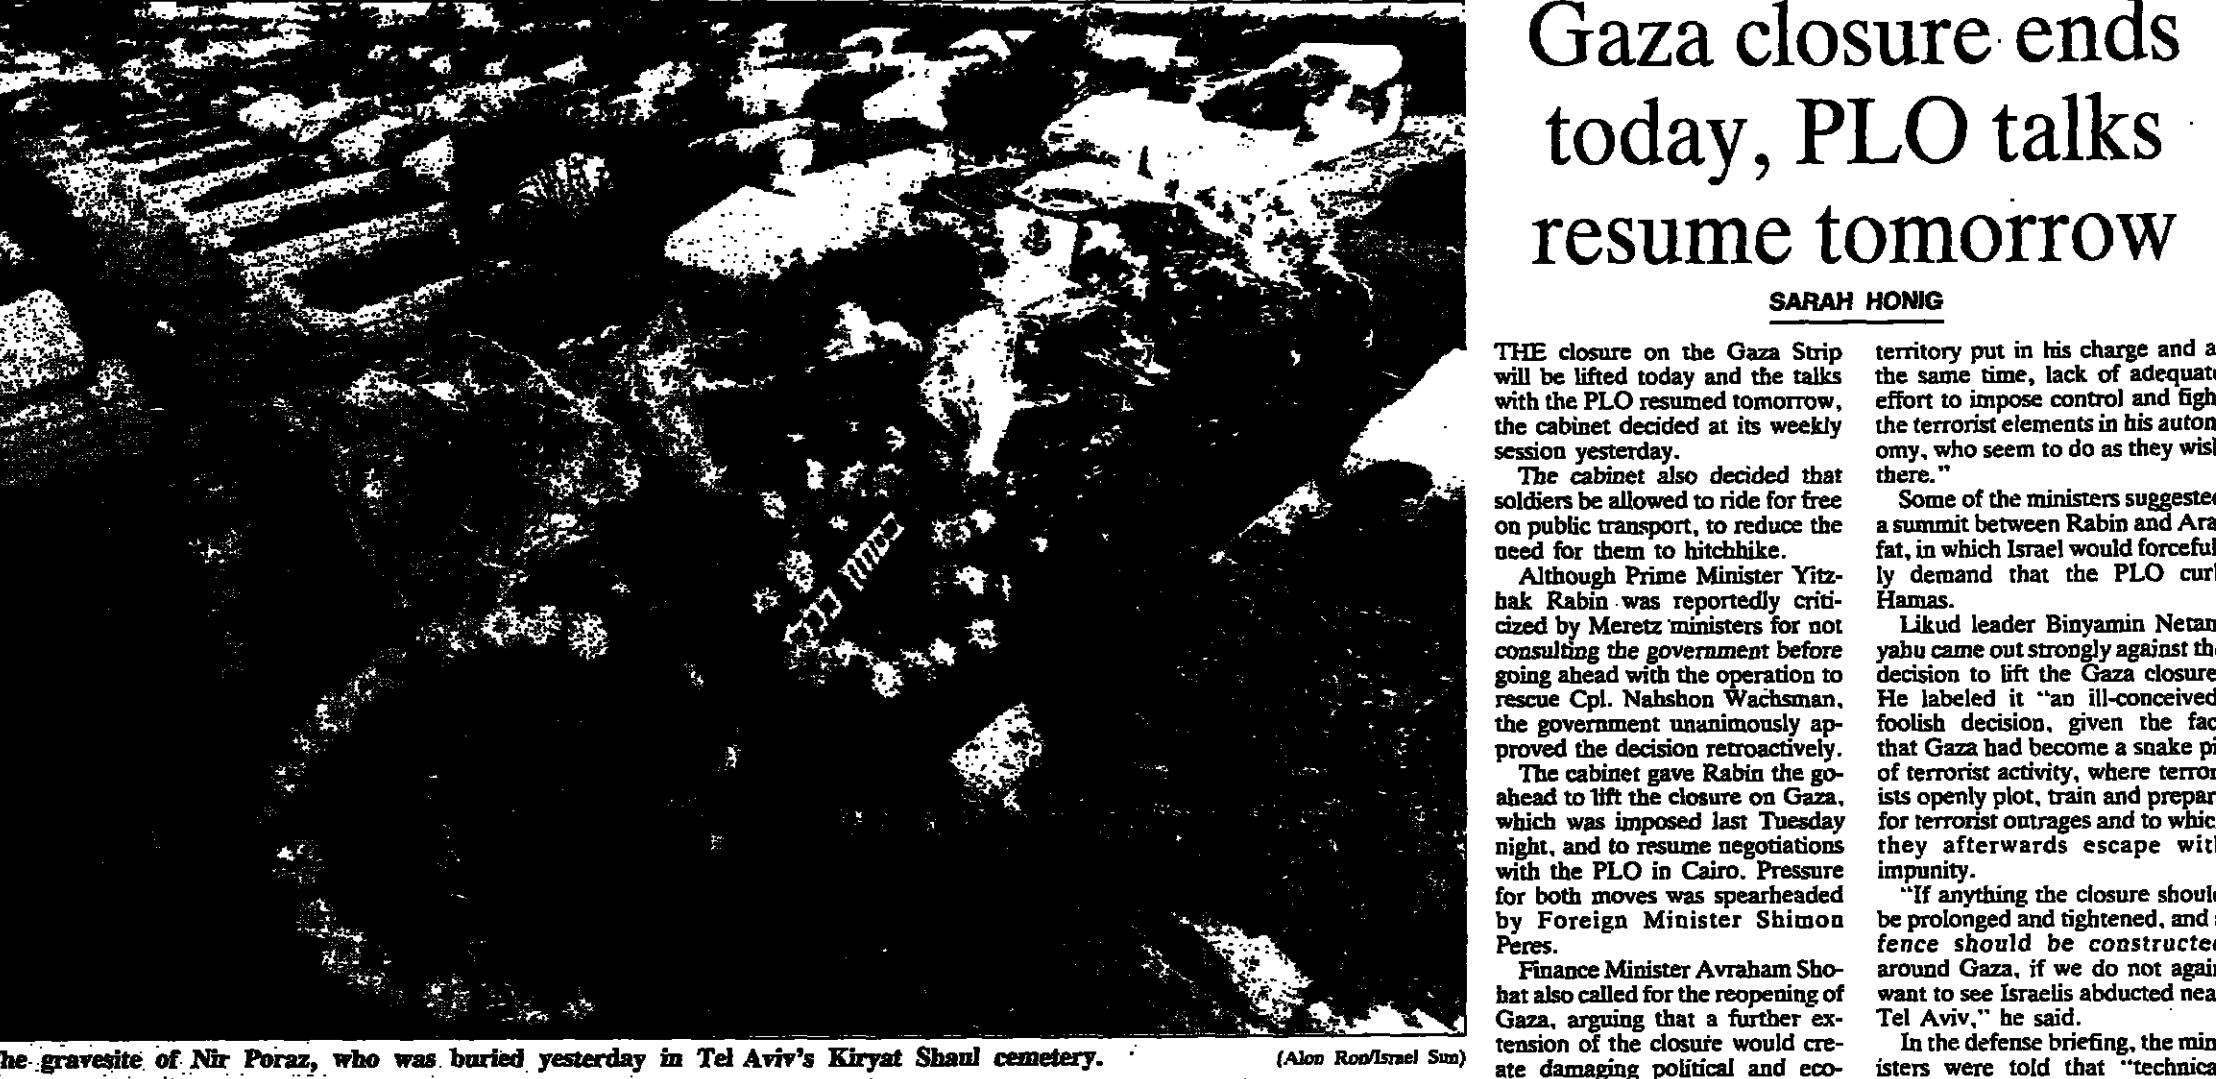 Gaza closure ends
today, PLO talks
resume tomorrow
SARAH HONIG
THE closure on the Gaza Strip
will be lifted today and the talks
with the PLO resumed tomorrow,
the cabinet decided at its weekly
session yesterday.
The cabinet also decided that
soldiers be allowed to ride for free
on public transport, to reduce the
need for them to hitchhike.
Although Prime Minister Yitz-
hak Rabin was reportedly criti-
cized by Meretz ministers for not
consulting the government before
going ahead with the operation to
rescue Cpl. Nahshon Wachsman,
the government unanimously ap-
proved the decision retroactively.
The cabinet gave Rabin the go-
ahead to lift the closure on Gaza,
which was imposed last Tuesday
night, and to resume negotiations
with the PLO in Cairo. Pressure
for both moves was spearheaded
by Foreign Minister Shimon
Peres.
Finance Minister Avraham Sho-
hat also called for the reopening of
Gaza, arguing that a further ex-
tension of the closure would cre-
ate damaging political and eco-
territory put in his charge and a
the same time, lack of adequate
effort to impose control and figh
the terrorist elements in his auton
omy, who seem to do as they wish
there."
Some of the ministers suggested
a summit between Rabin and Ara-
fat, in which Israel would forceful-
ly demand that the PLO curl
Hamas.
Likud leader Binyamin Netan
yahu came out strongly against the
decision to lift the Gaza closure
He labeled it "an ill-conceived
foolish decision, given the fac
that Gaza had become a snake pi
of terrorist activity, where terror
ists openly plot, train and prepar
for terrorist outrages and to whic
they afterwards escape with
impunity.
"If anything the closure should
be prolonged and tightened, and a
fence should be constructed
around Gaza, if we do not again
want to see Israelis abducted nea
Tel Aviv," he said.
In the defense briefing, the min
isters were told that "technica
he gravesite of Nir Poraz, who was buried yesterday in Tel Aviv's Kiryat Shaul cemetery.
(Alon Ron/Israel Sun)